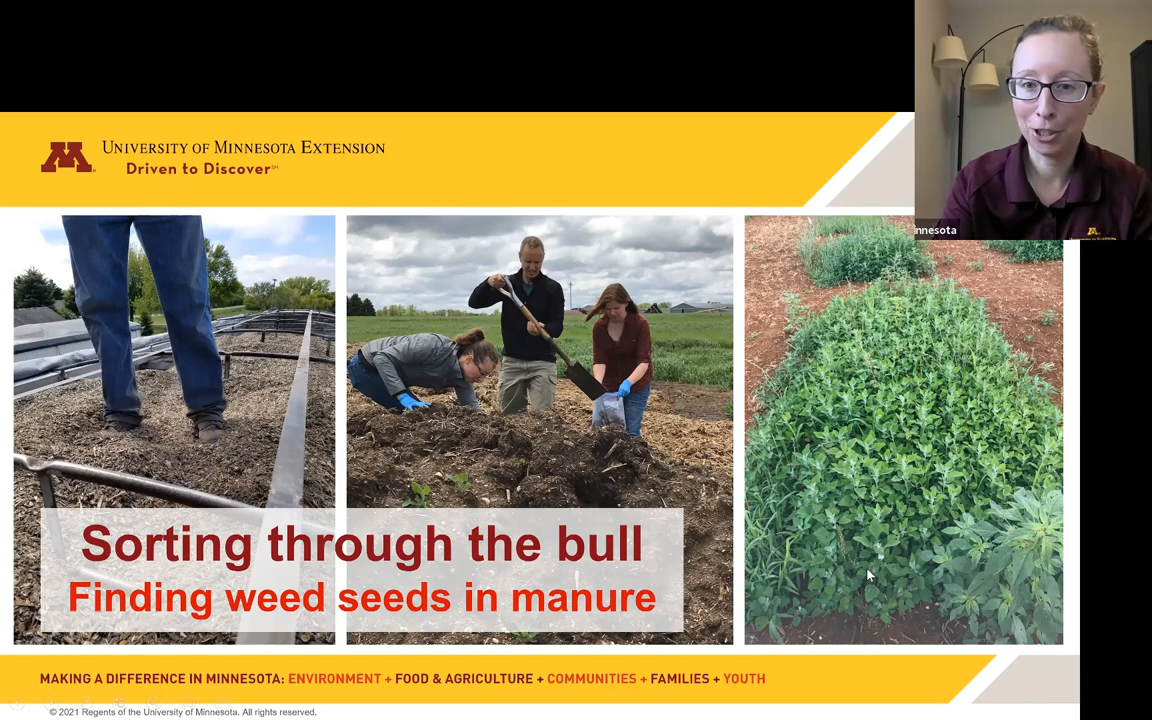 University of Minnesota Extension
Driven to Discover℠
nnesota
Sorting through the bull
Finding weed seeds in manure
MAKING A DIFFERENCE IN MINNESOTA: ENVIRONMENT + FOOD & AGRICULTURE + COMMUNITIES + FAMILIES + YOUTH
© 2021 Regents of the University of Minnesota. All rights reserved.